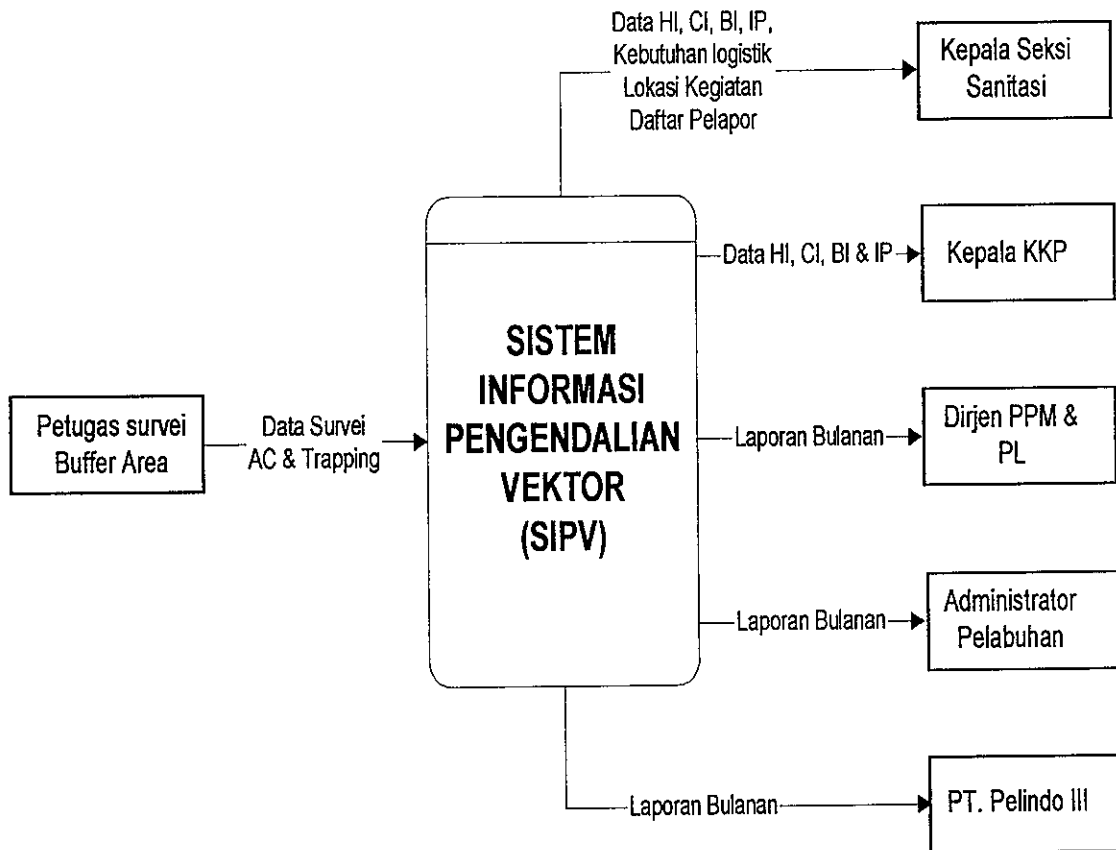 Data HI, CI, BI, IP,
Kebutuhan logistik
Lokasi Kegiatan
Daftar Pelapor
Kepala Seksi
Sanitasi
Data HI, CI, BI & IP
Kepala KKP
SISTEM
INFORMASI
PENGENDALIAN
VEKTOR
(SIPV)
Petugas survei
Buffer Area
Data Survei
AC & Trapping
Laporan Bulanan
Dirjen PPM &
PL
Laporan Bulanan
Administrator
Pelabuhan
Laporan Bulanan
PT. Pelindo III